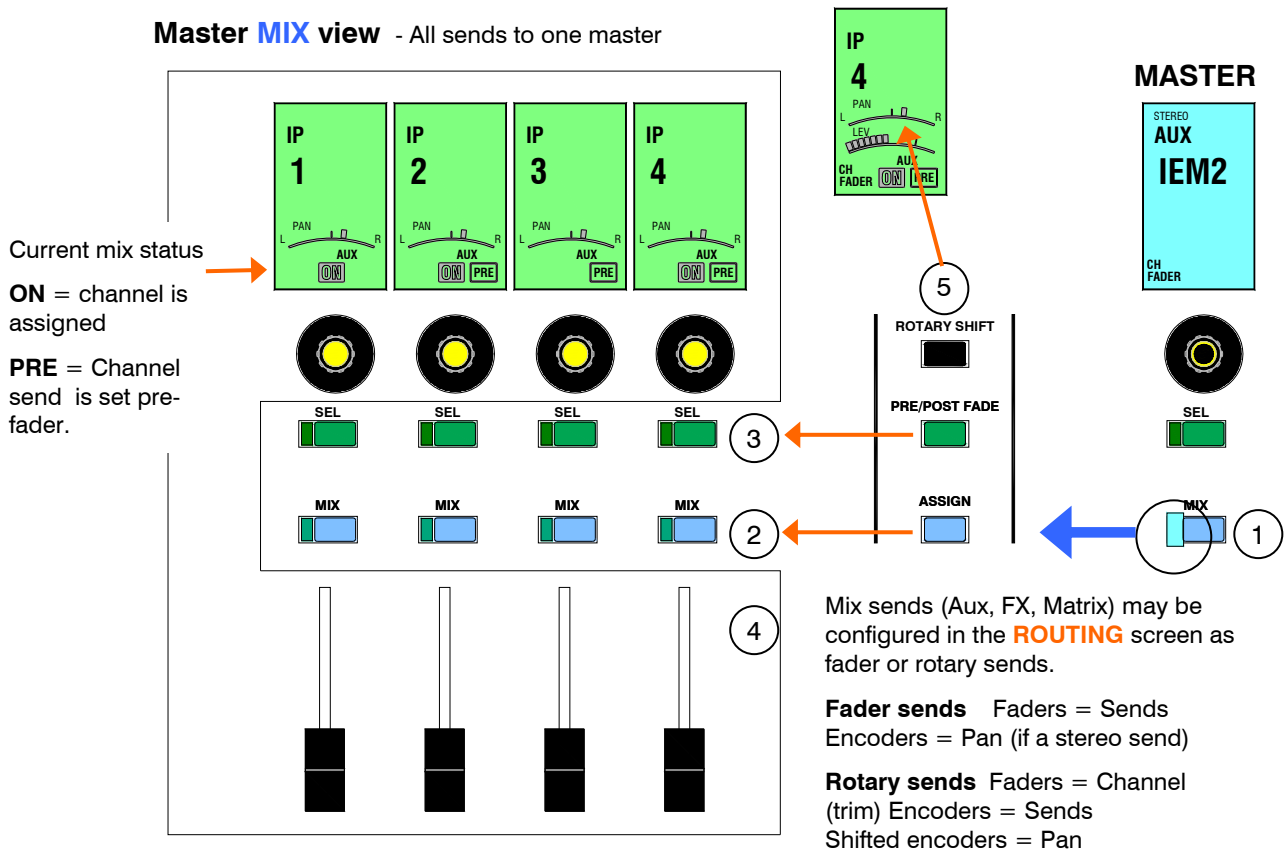 Master MIX view - All sends to one master
IP
4
PAN
L R
LEV
AUX
CH
FADER ON PRE
MASTER
STEREO
AUX
IEM2
CH
FADER
IP
1
PAN
L R
AUX
ON
IP
2
PAN
L R
AUX
ON PRE
IP
3
PAN
L R
AUX
PRE
IP
4
PAN
L R
AUX
ON PRE
Current mix status
ON = channel is
assigned
PRE = Channel
send is set pre-
fader.
5
ROTARY SHIFT
SEL SEL SEL SEL
3
PRE/POST FADE
SEL
MIX MIX MIX MIX
2
ASSIGN
MIX
1
4
Mix sends (Aux, FX, Matrix) may be
configured in the ROUTING screen as
fader or rotary sends.
Fader sends Faders = Sends
Encoders = Pan (if a stereo send)
Rotary sends Faders = Channel
(trim) Encoders = Sends
Shifted encoders = Pan